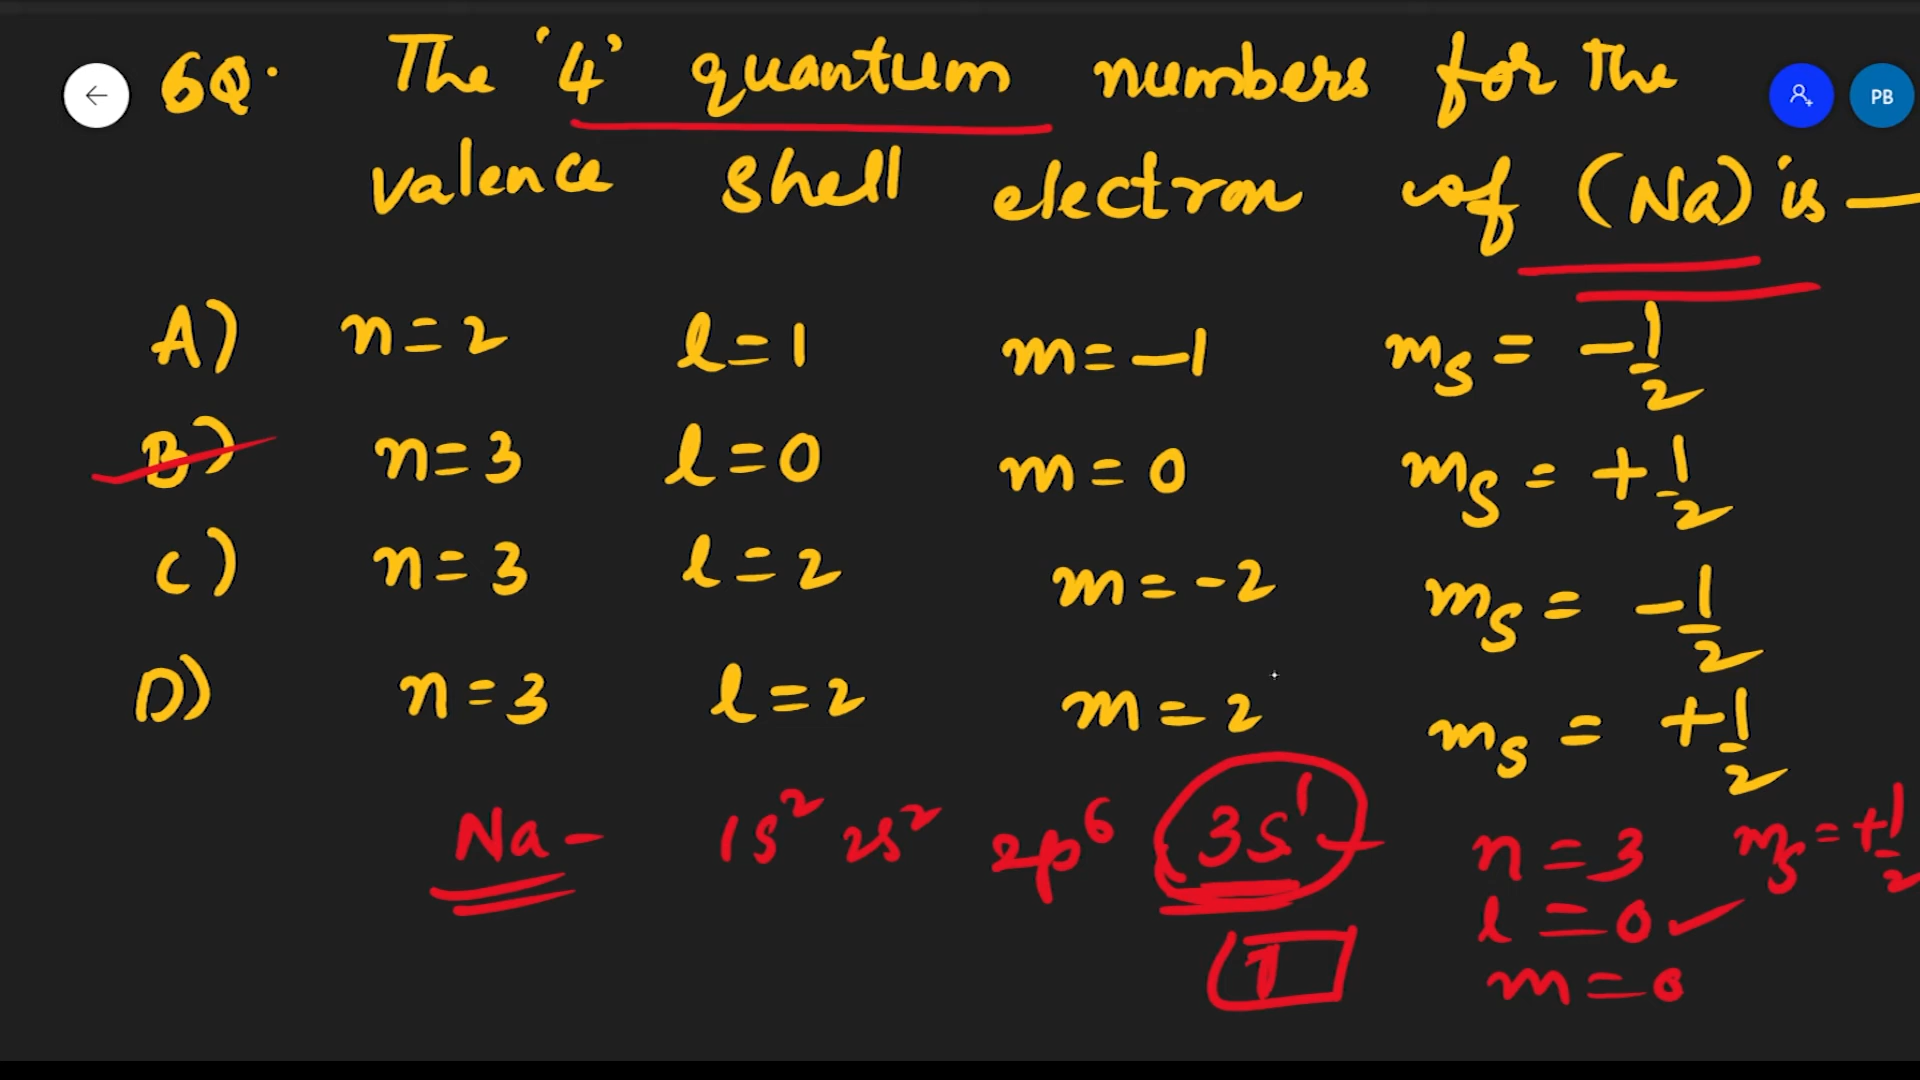 6Q. The '4' quantum numbers for the
PB
valence shell electron of (Na) is —
A) n=2 l=1 m=-1 ms = -1/2
B) n=3 l=0 m=0 ms = +1/2
C) n=3 l=2 m=-2 ms = -1/2
D) n=3 l=2 m=2 ms = +1/2
Na - 1s² 2s² 2p⁶ 3s¹ n=3 ms=+1/2
l=0
1 m=0